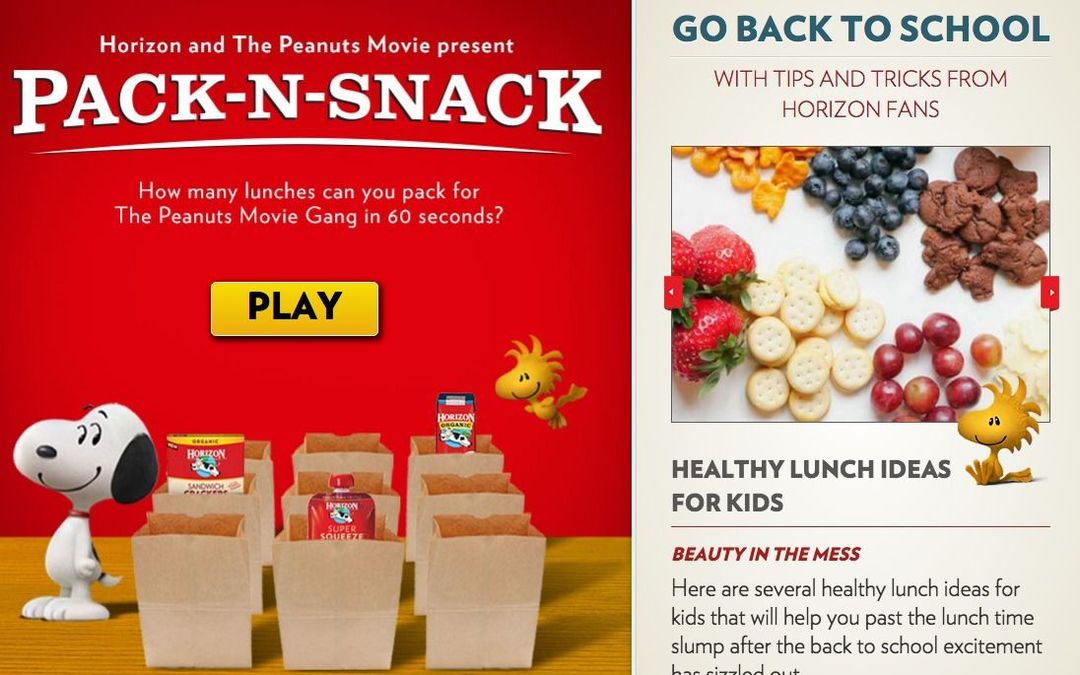 Horizon and The Peanuts Movie present
PACK-N-SNACK
How many lunches can you pack for
The Peanuts Movie Gang in 60 seconds?
PLAY
ORGANIC
HORIZON
SANDWICH
CRACKERS
HORIZON
SUPER
SQUEEZE
HORIZON
ORGANIC
GO BACK TO SCHOOL
WITH TIPS AND TRICKS FROM
HORIZON FANS
HEALTHY LUNCH IDEAS
FOR KIDS
BEAUTY IN THE MESS
Here are several healthy lunch ideas for
kids that will help you past the lunch time
slump after the back to school excitement
has sizzled out